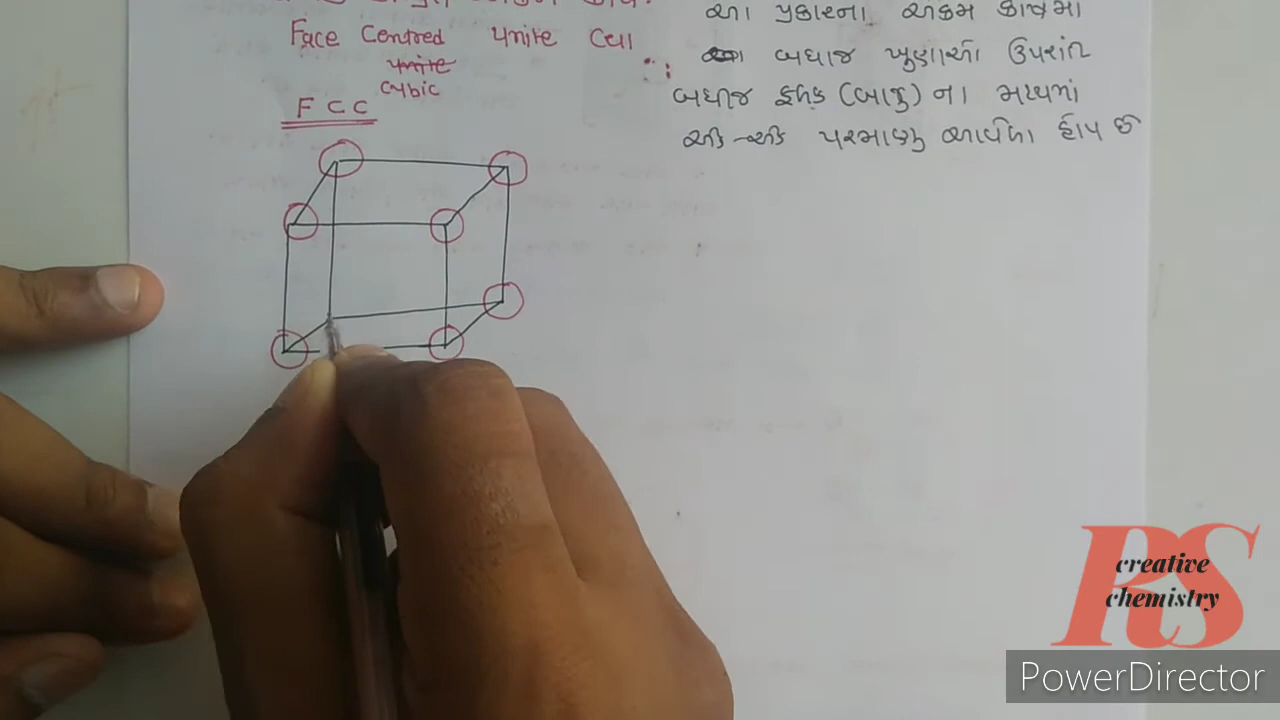 Face Centred unite Cell
unite
cubic
FCC
આ પ્રકારના એકમ કોષમાં
બધાજ ખુણાઓ ઉપરાંત
બધાજ ફલક (બાજુ) ના મધ્યમાં
એક-એક પરમાણુ આવેલા હોય છે
creative
chemistry
RS
PowerDirector